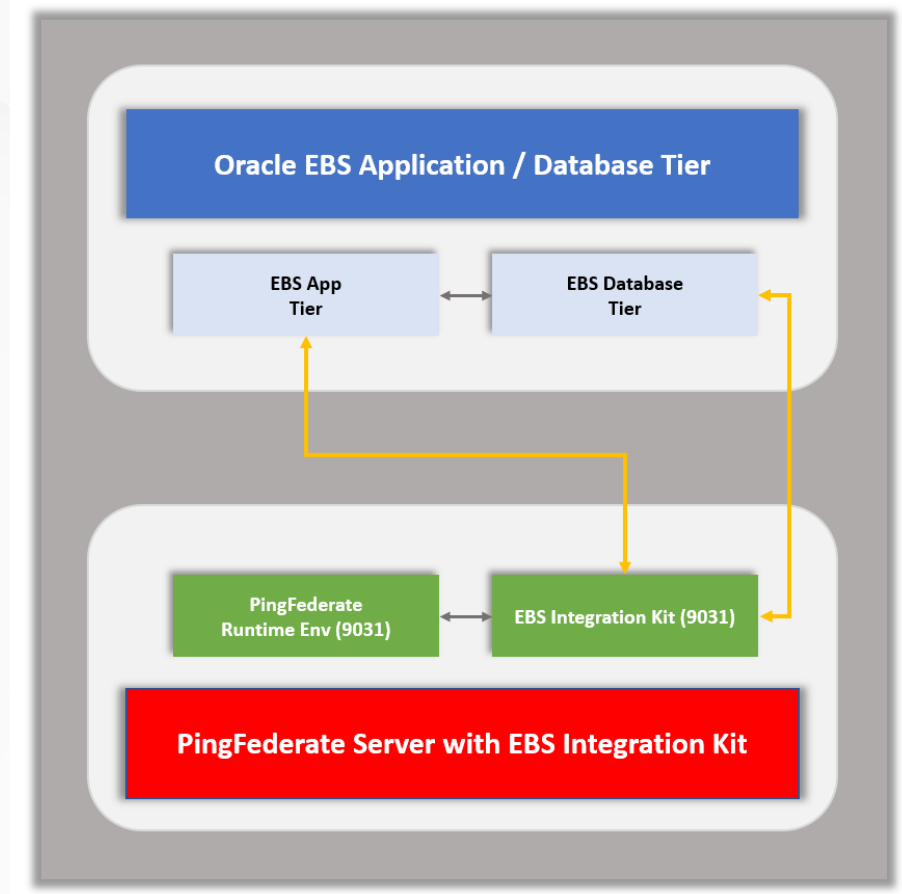 Oracle EBS Application / Database Tier
EBS App
Tier
EBS Database
Tier
PingFederate
Runtime Env (9031)
EBS Integration Kit (9031)
PingFederate Server with EBS Integration Kit